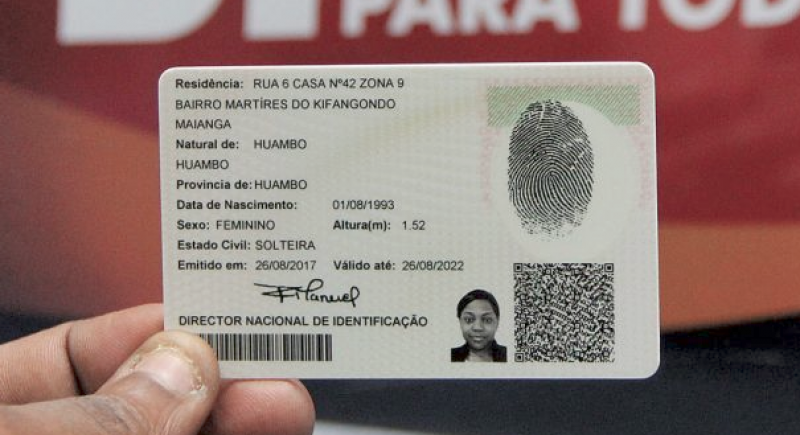 PARA TOD
Residência: RUA 6 CASA Nº42 ZONA 9
BAIRRO MARTÍRES DO KIFANGONDO
MAIANGA
Natural de: HUAMBO
HUAMBO
Provincia de: HUAMBO
Data de Nascimento: 01/08/1993
Sexo: FEMININO Altura(m): 1.52
Estado Civil: SOLTEIRA
Emitido em: 26/08/2017 Válido até: 26/08/2022
DIRECTOR NACIONAL DE IDENTIFICAÇÃO